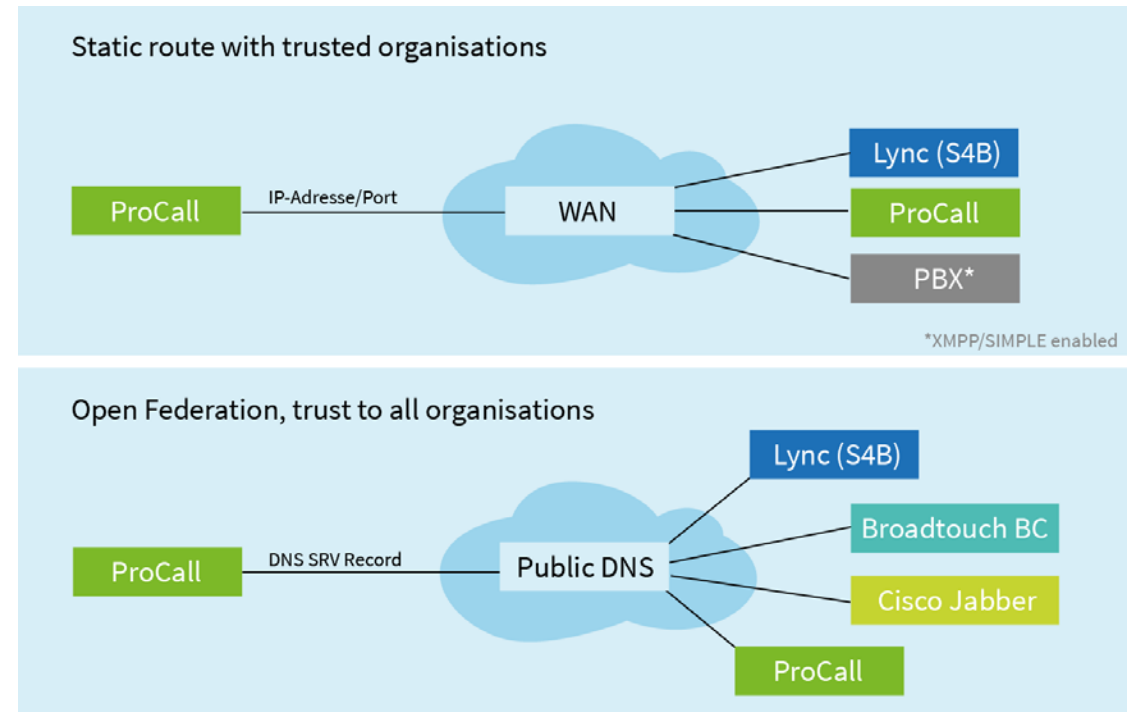 Static route with trusted organisations
Lync (S4B)
ProCall
IP-Adresse/Port
WAN
ProCall
PBX*
*XMPP/SIMPLE enabled
Open Federation, trust to all organisations
Lync (S4B)
Broadtouch BC
ProCall
DNS SRV Record
Public DNS
Cisco Jabber
ProCall